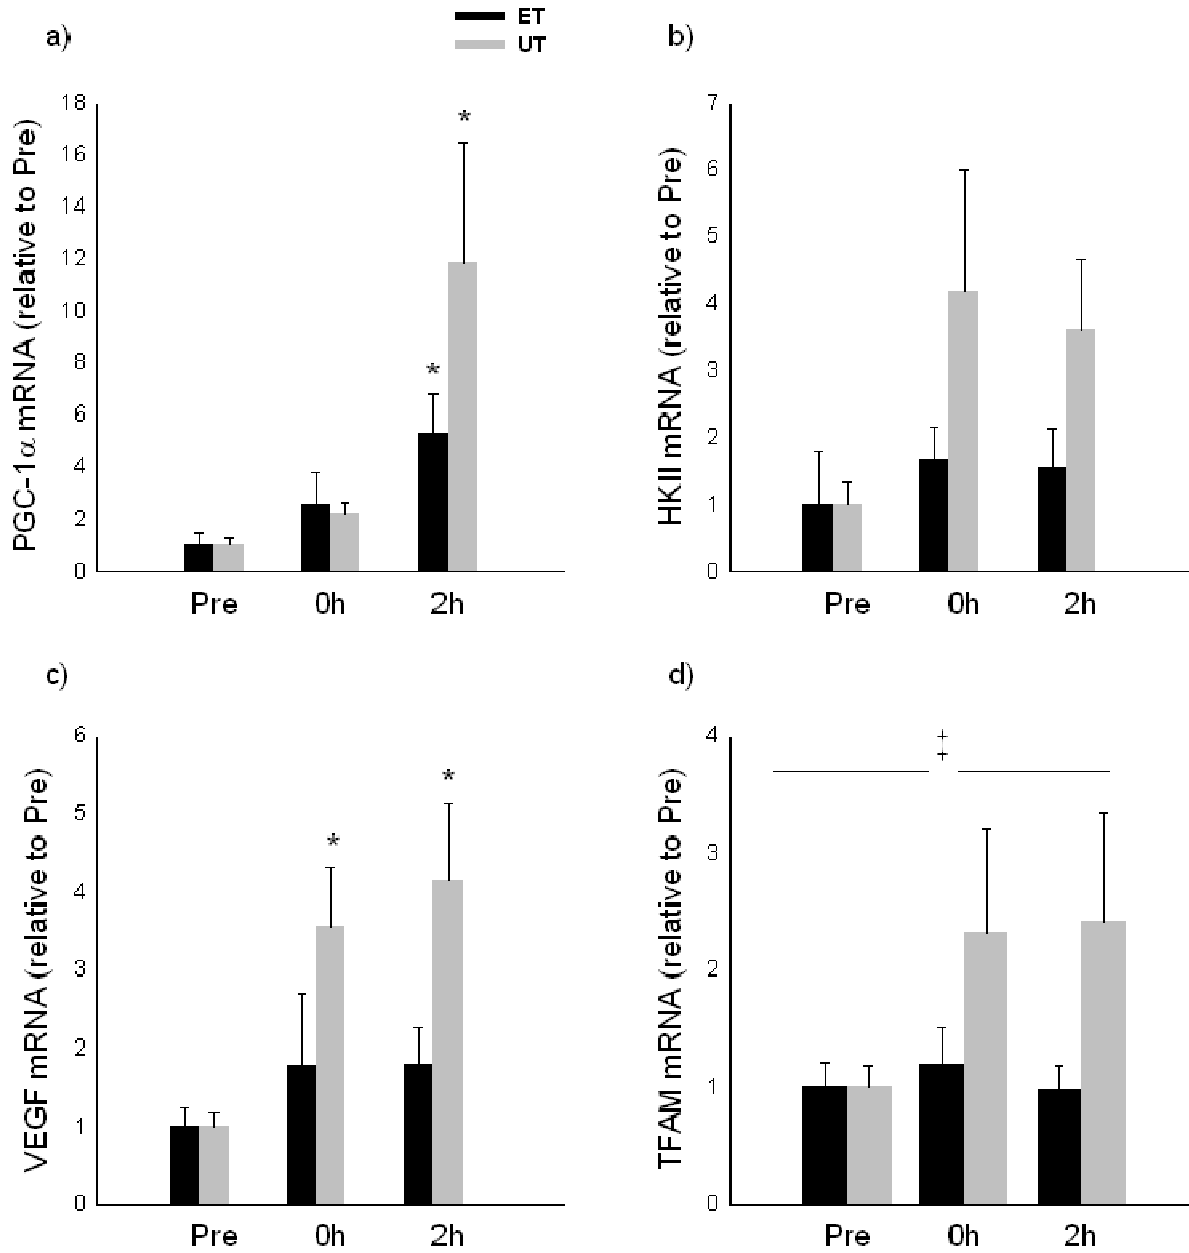 ET
UT
a)
PGC-1α mRNA (relative to Pre)
18
16
14
12
10
8
6
4
2
0
*
*
Pre 0h 2h
b)
HKII mRNA (relative to Pre)
7
6
5
4
3
2
1
0
Pre 0h 2h
c)
VEGF mRNA (relative to Pre)
6
5
4
3
2
1
0
*
*
Pre 0h 2h
d)
TFAM mRNA (relative to Pre)
4
3
2
1
0
‡
Pre 0h 2h